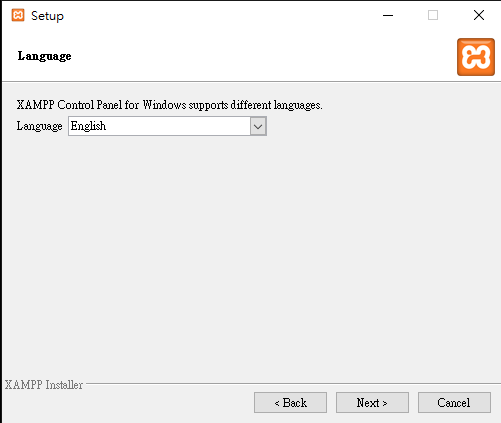 Setup
Language
XAMPP Control Panel for Windows supports different languages.
Language English
XAMPP Installer
< Back Next > Cancel